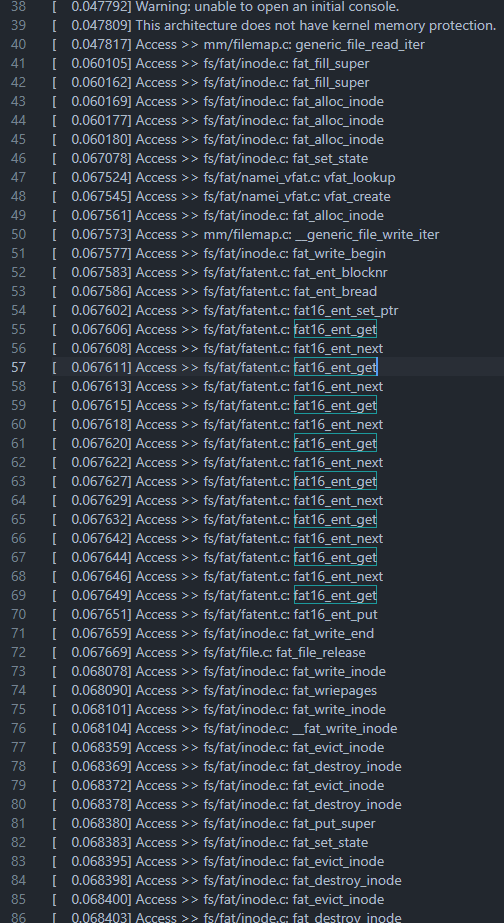 38 [ 0.047792] Warning: unable to open an initial console.
39 [ 0.047809] This architecture does not have kernel memory protection.
40 [ 0.047817] Access >> mm/filemap.c: generic_file_read_iter
41 [ 0.060105] Access >> fs/fat/inode.c: fat_fill_super
42 [ 0.060162] Access >> fs/fat/inode.c: fat_fill_super
43 [ 0.060169] Access >> fs/fat/inode.c: fat_alloc_inode
44 [ 0.060177] Access >> fs/fat/inode.c: fat_alloc_inode
45 [ 0.060180] Access >> fs/fat/inode.c: fat_alloc_inode
46 [ 0.067078] Access >> fs/fat/inode.c: fat_set_state
47 [ 0.067524] Access >> fs/fat/namei_vfat.c: vfat_lookup
48 [ 0.067545] Access >> fs/fat/namei_vfat.c: vfat_create
49 [ 0.067561] Access >> fs/fat/inode.c: fat_alloc_inode
50 [ 0.067573] Access >> mm/filemap.c: __generic_file_write_iter
51 [ 0.067577] Access >> fs/fat/inode.c: fat_write_begin
52 [ 0.067583] Access >> fs/fat/fatent.c: fat_ent_blocknr
53 [ 0.067586] Access >> fs/fat/fatent.c: fat_ent_bread
54 [ 0.067602] Access >> fs/fat/fatent.c: fat16_ent_set_ptr
55 [ 0.067606] Access >> fs/fat/fatent.c: fat16_ent_get
56 [ 0.067608] Access >> fs/fat/fatent.c: fat16_ent_next
57 [ 0.067611] Access >> fs/fat/fatent.c: fat16_ent_get
58 [ 0.067613] Access >> fs/fat/fatent.c: fat16_ent_next
59 [ 0.067615] Access >> fs/fat/fatent.c: fat16_ent_get
60 [ 0.067618] Access >> fs/fat/fatent.c: fat16_ent_next
61 [ 0.067620] Access >> fs/fat/fatent.c: fat16_ent_get
62 [ 0.067622] Access >> fs/fat/fatent.c: fat16_ent_next
63 [ 0.067627] Access >> fs/fat/fatent.c: fat16_ent_get
64 [ 0.067629] Access >> fs/fat/fatent.c: fat16_ent_next
65 [ 0.067632] Access >> fs/fat/fatent.c: fat16_ent_get
66 [ 0.067642] Access >> fs/fat/fatent.c: fat16_ent_next
67 [ 0.067644] Access >> fs/fat/fatent.c: fat16_ent_get
68 [ 0.067646] Access >> fs/fat/fatent.c: fat16_ent_next
69 [ 0.067649] Access >> fs/fat/fatent.c: fat16_ent_get
70 [ 0.067651] Access >> fs/fat/fatent.c: fat16_ent_put
71 [ 0.067659] Access >> fs/fat/inode.c: fat_write_end
72 [ 0.067669] Access >> fs/fat/file.c: fat_file_release
73 [ 0.068078] Access >> fs/fat/inode.c: fat_write_inode
74 [ 0.068090] Access >> fs/fat/inode.c: fat_wriepages
75 [ 0.068101] Access >> fs/fat/inode.c: fat_write_inode
76 [ 0.068104] Access >> fs/fat/inode.c: __fat_write_inode
77 [ 0.068359] Access >> fs/fat/inode.c: fat_evict_inode
78 [ 0.068369] Access >> fs/fat/inode.c: fat_destroy_inode
79 [ 0.068372] Access >> fs/fat/inode.c: fat_evict_inode
80 [ 0.068378] Access >> fs/fat/inode.c: fat_destroy_inode
81 [ 0.068380] Access >> fs/fat/inode.c: fat_put_super
82 [ 0.068383] Access >> fs/fat/inode.c: fat_set_state
83 [ 0.068395] Access >> fs/fat/inode.c: fat_evict_inode
84 [ 0.068398] Access >> fs/fat/inode.c: fat_destroy_inode
85 [ 0.068400] Access >> fs/fat/inode.c: fat_evict_inode
86 [ 0.068403] Access >> fs/fat/inode.c: fat_destroy_inode